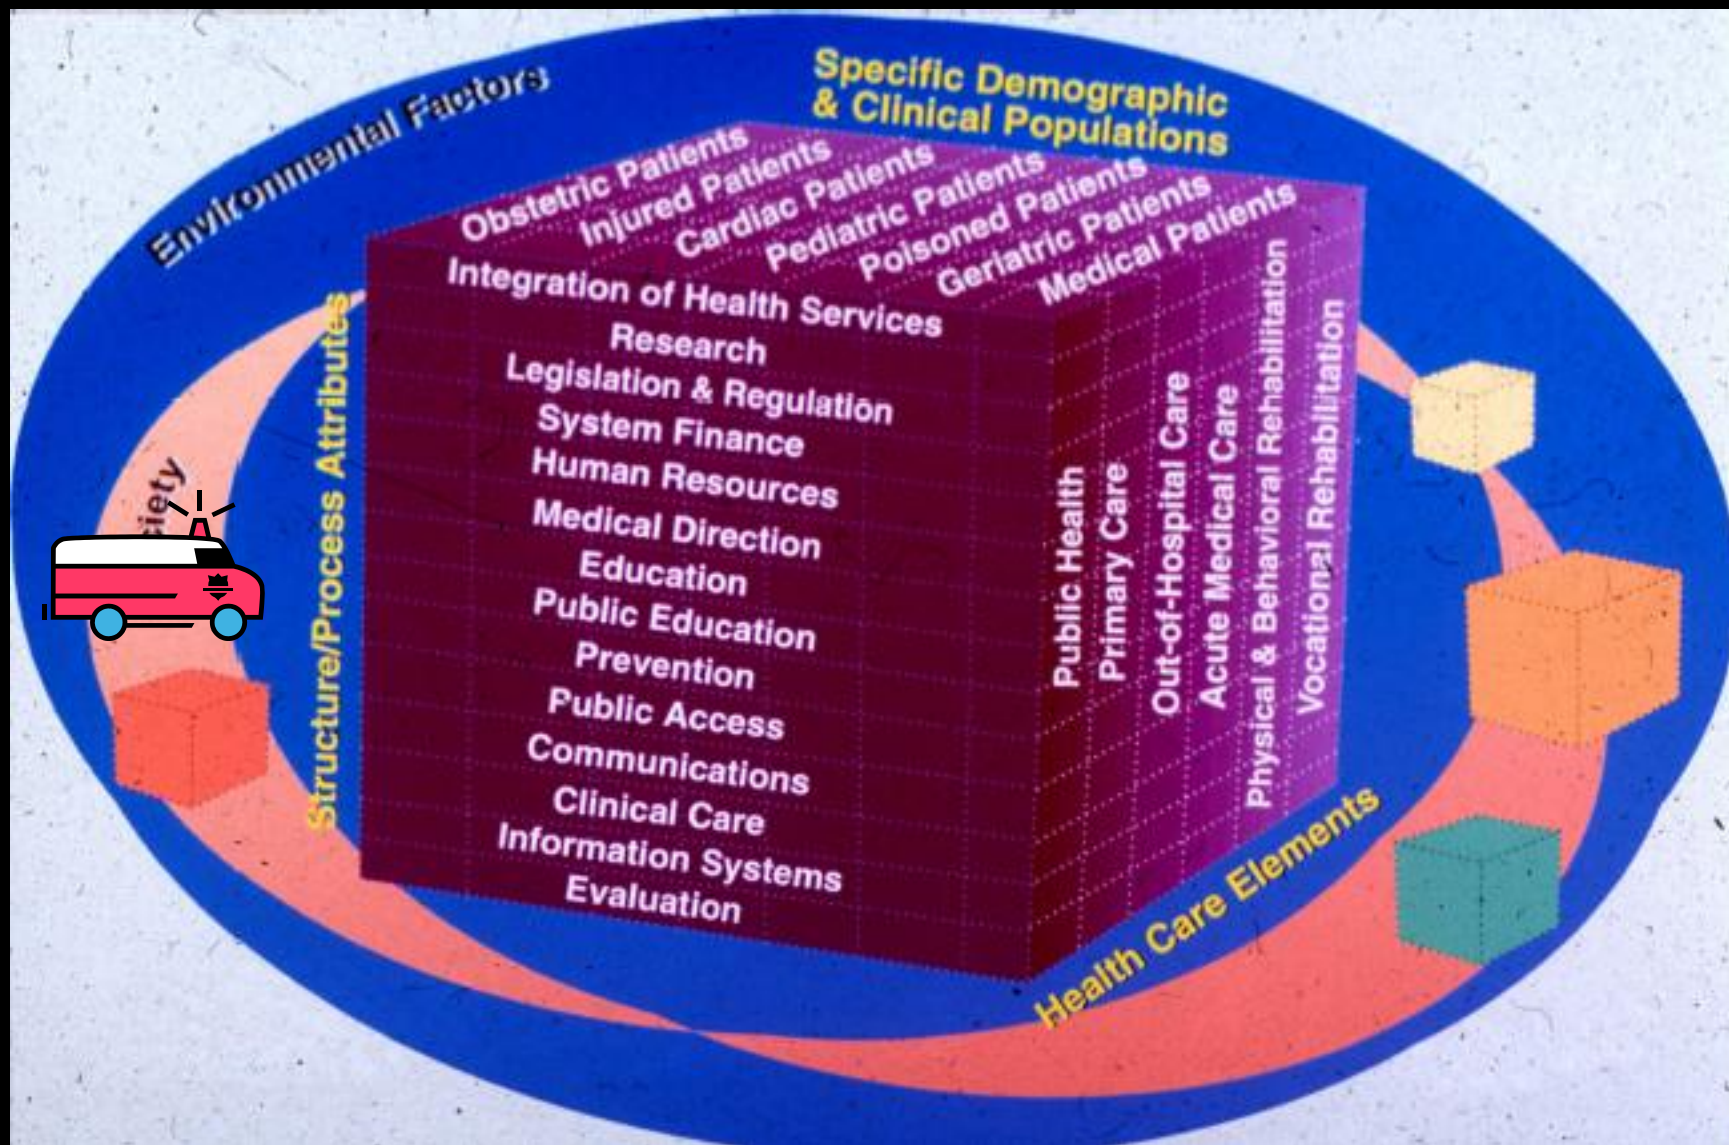 Environmental Factors
Specific Demographic
& Clinical Populations
Obstetric Patients
Injured Patients
Cardiac Patients
Pediatric Patients
Poisoned Patients
Geriatric Patients
Medical Patients
Structure/Process Attributes
Integration of Health Services
Research
Legislation & Regulation
System Finance
Human Resources
Medical Direction
Education
Public Education
Prevention
Public Access
Communications
Clinical Care
Information Systems
Evaluation
Public Health
Primary Care
Out-of-Hospital Care
Acute Medical Care
Physical & Behavioral Rehabilitation
Vocational Rehabilitation
Health Care Elements